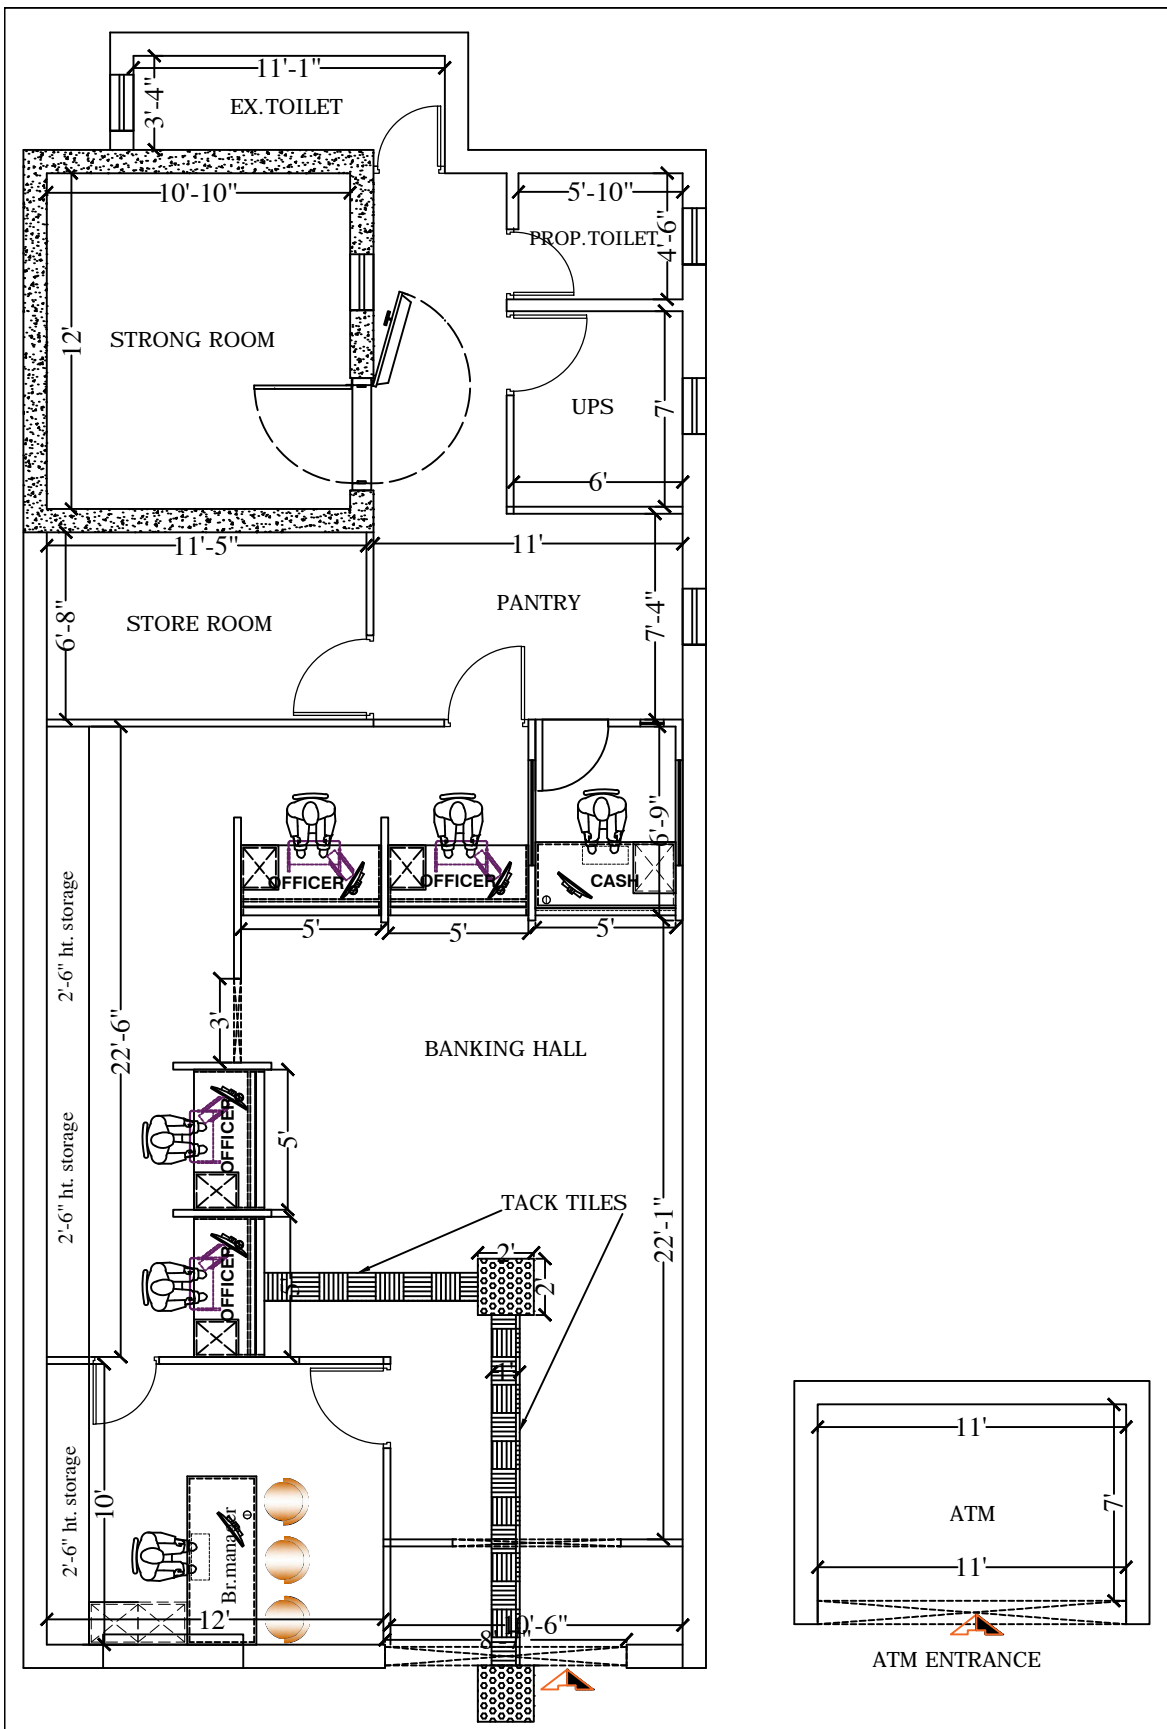 11'-1"
3'-4"
EX.TOILET
10'-10"
5'-10"
PROP.TOILET
4'-6"
12'
STRONG ROOM
UPS
7'
6'
11'-5"
11'
6'-8"
STORE ROOM
PANTRY
7'-4"
6'-9"
OFFICER
OFFICER
CASH
5'
5'
5'
2'-6" ht. storage
22'-6"
3'
BANKING HALL
OFFICER
5'
2'-6" ht. storage
TACK TILES
22'-1"
2'
2'
OFFICER
5'
1'
2'-6" ht. storage
10'
Br.manager
12'
10'-6"
8'-7"
11'
7'
ATM
11'
ATM ENTRANCE